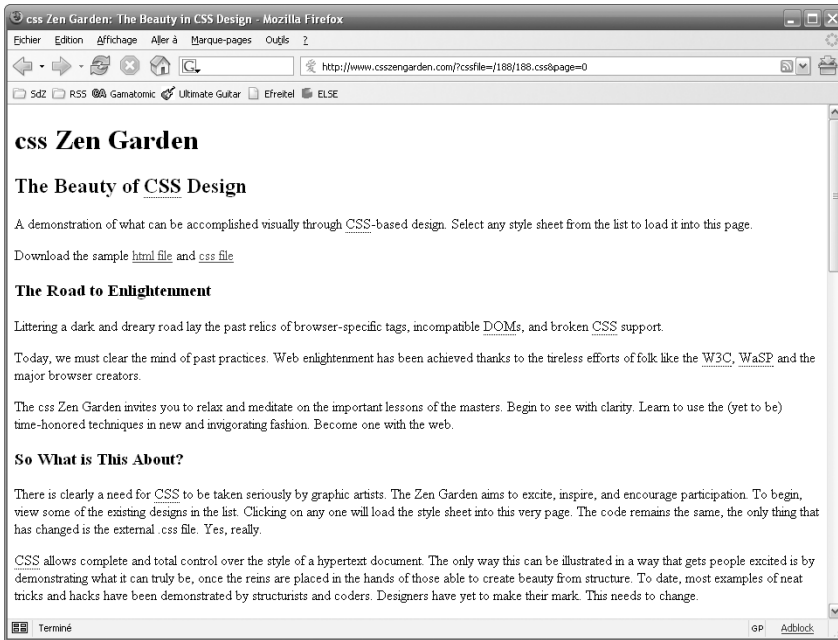 css Zen Garden: The Beauty in CSS Design - Mozilla Firefox
Fichier Edition Affichage Aller à Marque-pages Outils ?
G http://www.csszengarden.com/?cssfile=/188/188.css&page=0
SdZ RSS Gamatomic Ultimate Guitar Efreitel ELSE
css Zen Garden
The Beauty of CSS Design
A demonstration of what can be accomplished visually through CSS-based design. Select any style sheet from the list to load it into this page.
Download the sample html file and css file
The Road to Enlightenment
Littering a dark and dreary road lay the past relics of browser-specific tags, incompatible DOMs, and broken CSS support.
Today, we must clear the mind of past practices. Web enlightenment has been achieved thanks to the tireless efforts of folk like the W3C, WaSP and the
major browser creators.
The css Zen Garden invites you to relax and meditate on the important lessons of the masters. Begin to see with clarity. Learn to use the (yet to be)
time-honored techniques in new and invigorating fashion. Become one with the web.
So What is This About?
There is clearly a need for CSS to be taken seriously by graphic artists. The Zen Garden aims to excite, inspire, and encourage participation. To begin,
view some of the existing designs in the list. Clicking on any one will load the style sheet into this very page. The code remains the same, the only thing that
has changed is the external .css file. Yes, really.
CSS allows complete and total control over the style of a hypertext document. The only way this can be illustrated in a way that gets people excited is by
demonstrating what it can truly be, once the reins are placed in the hands of those able to create beauty from structure. To date, most examples of neat
tricks and hacks have been demonstrated by structurists and coders. Designers have yet to make their mark. This needs to change.
Terminé GP Adblock